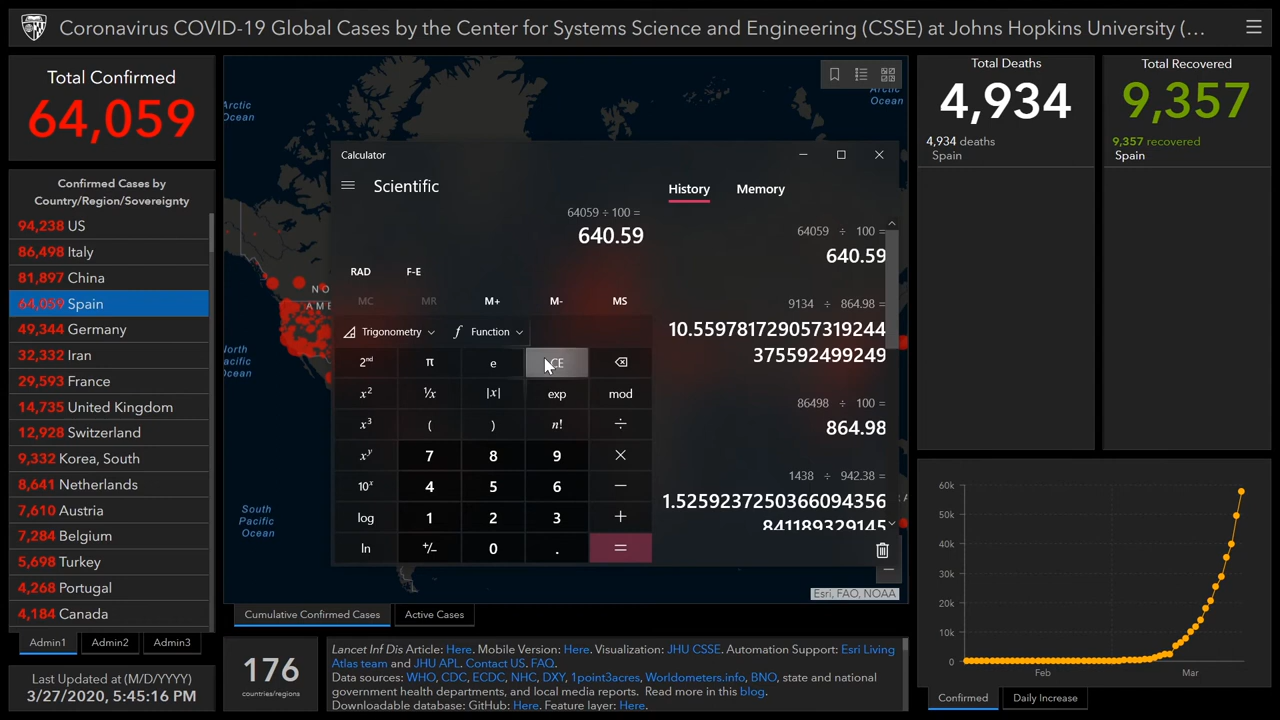 Coronavirus COVID-19 Global Cases by the Center for Systems Science and Engineering (CSSE) at Johns Hopkins University (...
Total Confirmed
64,059
Confirmed Cases by
Country/Region/Sovereignty
94,238 US
86,498 Italy
81,897 China
64,059 Spain
49,344 Germany
32,332 Iran
29,593 France
14,735 United Kingdom
12,928 Switzerland
9,332 Korea, South
8,641 Netherlands
7,610 Austria
7,284 Belgium
5,698 Turkey
4,268 Portugal
4,184 Canada
Admin1 Admin2 Admin3
Last Updated at (M/D/YYYY)
3/27/2020, 5:45:16 PM
Arctic
Ocean
Arctic
Ocean
NO
AME
North
Pacific
Ocean
South
Pacific
Ocean
Calculator
Scientific
64059 ÷ 100 =
640.59
RAD F-E
MC MR M+ M- MS
Trigonometry Function
2nd π e CE
x² ¹/x |x| exp mod
x³ ( ) n! ÷
xʸ 7 8 9 ×
10ˣ 4 5 6 −
log 1 2 3 +
ln +/- 0 . =
History Memory
64059 ÷ 100 =
640.59
9134 ÷ 864.98 =
10.559781729057319244
375592499249
86498 ÷ 100 =
864.98
1438 ÷ 942.38 =
1.5259237250366094356
841189329145
Esri, FAO, NOAA
Cumulative Confirmed Cases Active Cases
176
countries/regions
Lancet Inf Dis Article: Here. Mobile Version: Here. Visualization: JHU CSSE. Automation Support: Esri Living
Atlas team and JHU APL. Contact US. FAQ.
Data sources: WHO, CDC, ECDC, NHC, DXY, 1point3acres, Worldometers.info, BNO, state and national
government health departments, and local media reports. Read more in this blog.
Downloadable database: GitHub: Here. Feature layer: Here.
Total Deaths
4,934
4,934 deaths
Spain
Total Recovered
9,357
9,357 recovered
Spain
60k
50k
40k
30k
20k
10k
0
Feb Mar
Confirmed Daily Increase